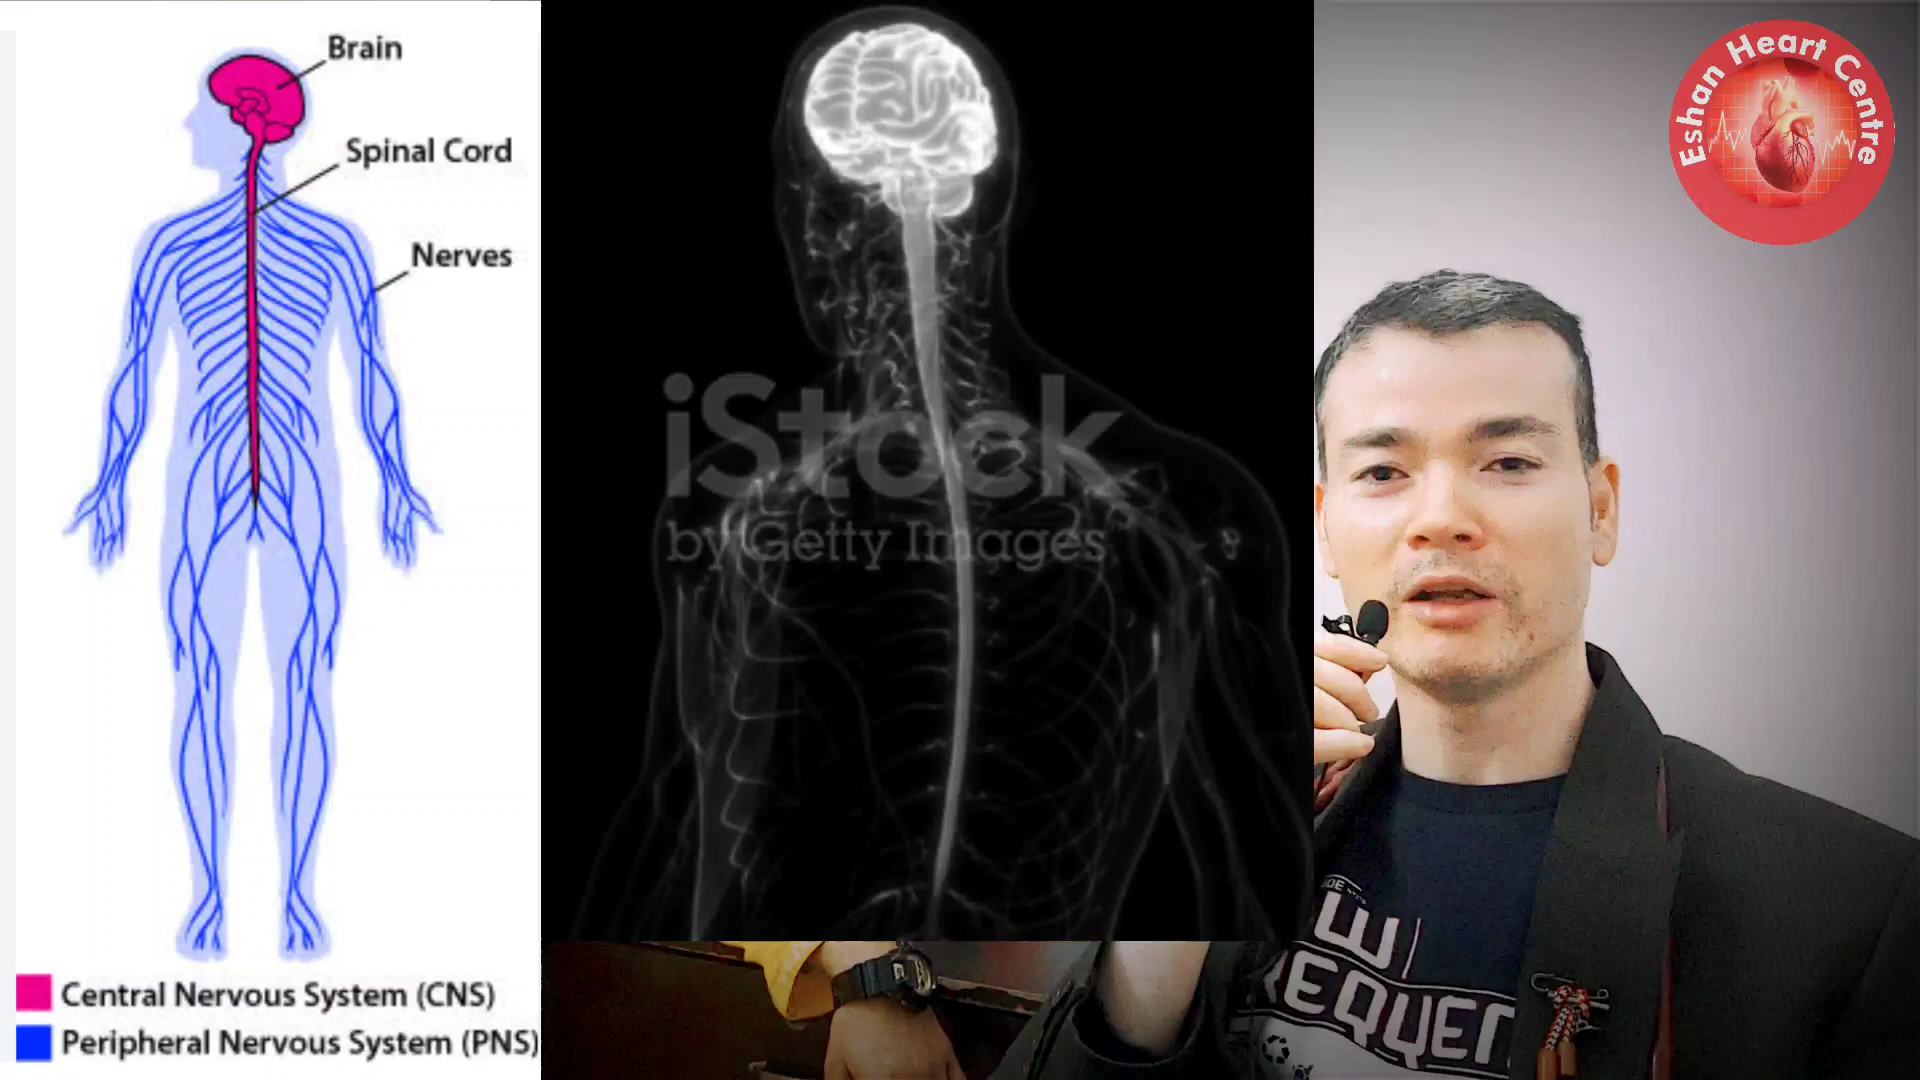 Brain
Spinal Cord
Nerves
Central Nervous System (CNS)
Peripheral Nervous System (PNS)
iStock
by Getty Images
Eshan Heart Centre